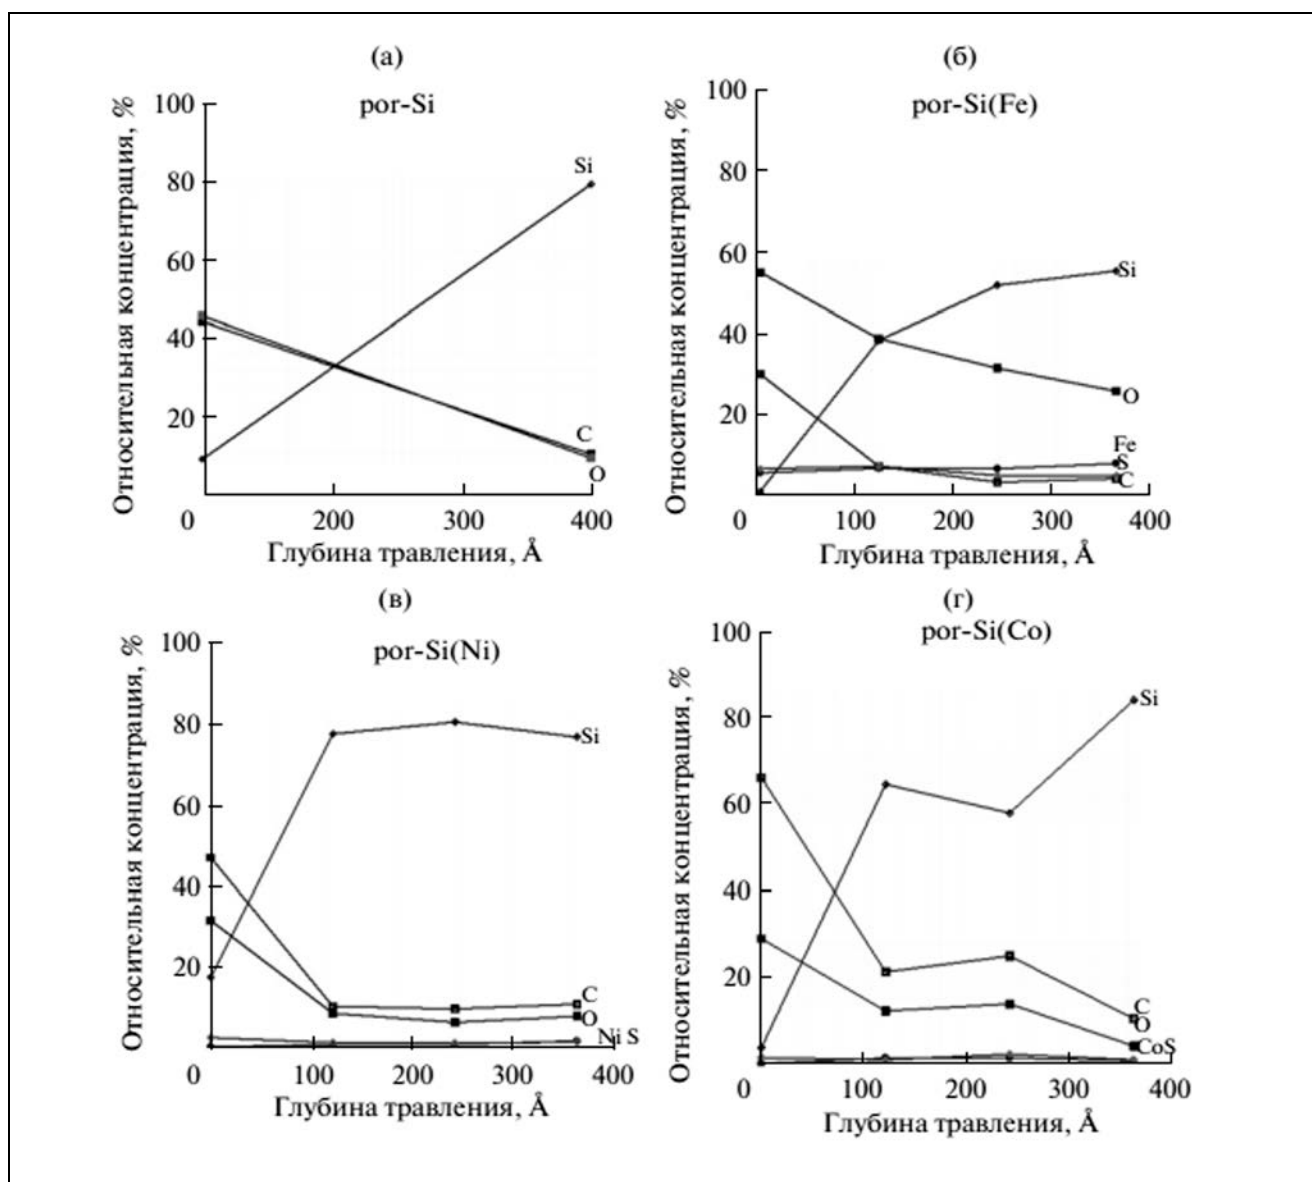 (а)
por-Si
Относительная концентрация, %
100
80
60
40
20
0
200
300
400
Si
C
O
Глубина травления, Å
(б)
por-Si(Fe)
Относительная концентрация, %
100
80
60
40
20
0
100
200
300
400
Si
O
Fe
S
C
Глубина травления, Å
(в)
por-Si(Ni)
Относительная концентрация, %
100
80
60
40
20
0
100
200
300
400
Si
C
O
Ni S
Глубина травления, Å
(г)
por-Si(Co)
Относительная концентрация, %
100
80
60
40
20
0
100
200
300
400
Si
C
O
CoS
Глубина травления, Å